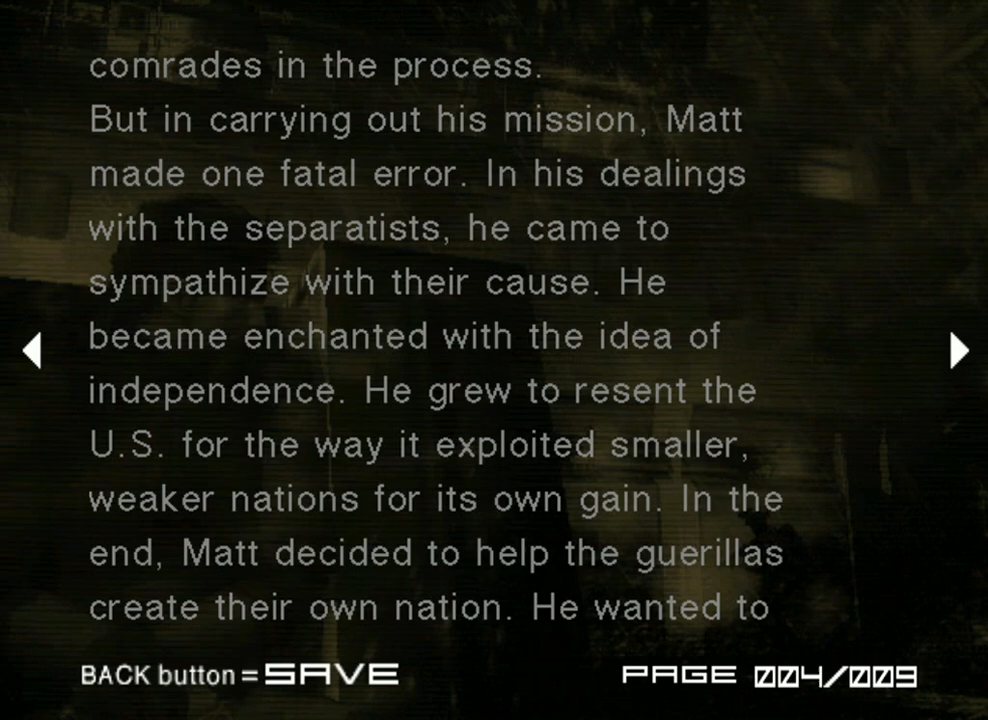 comrades in the process.
But in carrying out his mission, Matt
made one fatal error. In his dealings
with the separatists, he came to
sympathize with their cause. He
became enchanted with the idea of
independence. He grew to resent the
U.S. for the way it exploited smaller,
weaker nations for its own gain. In the
end, Matt decided to help the guerillas
create their own nation. He wanted to
BACK button = SAVE
PAGE 004/009